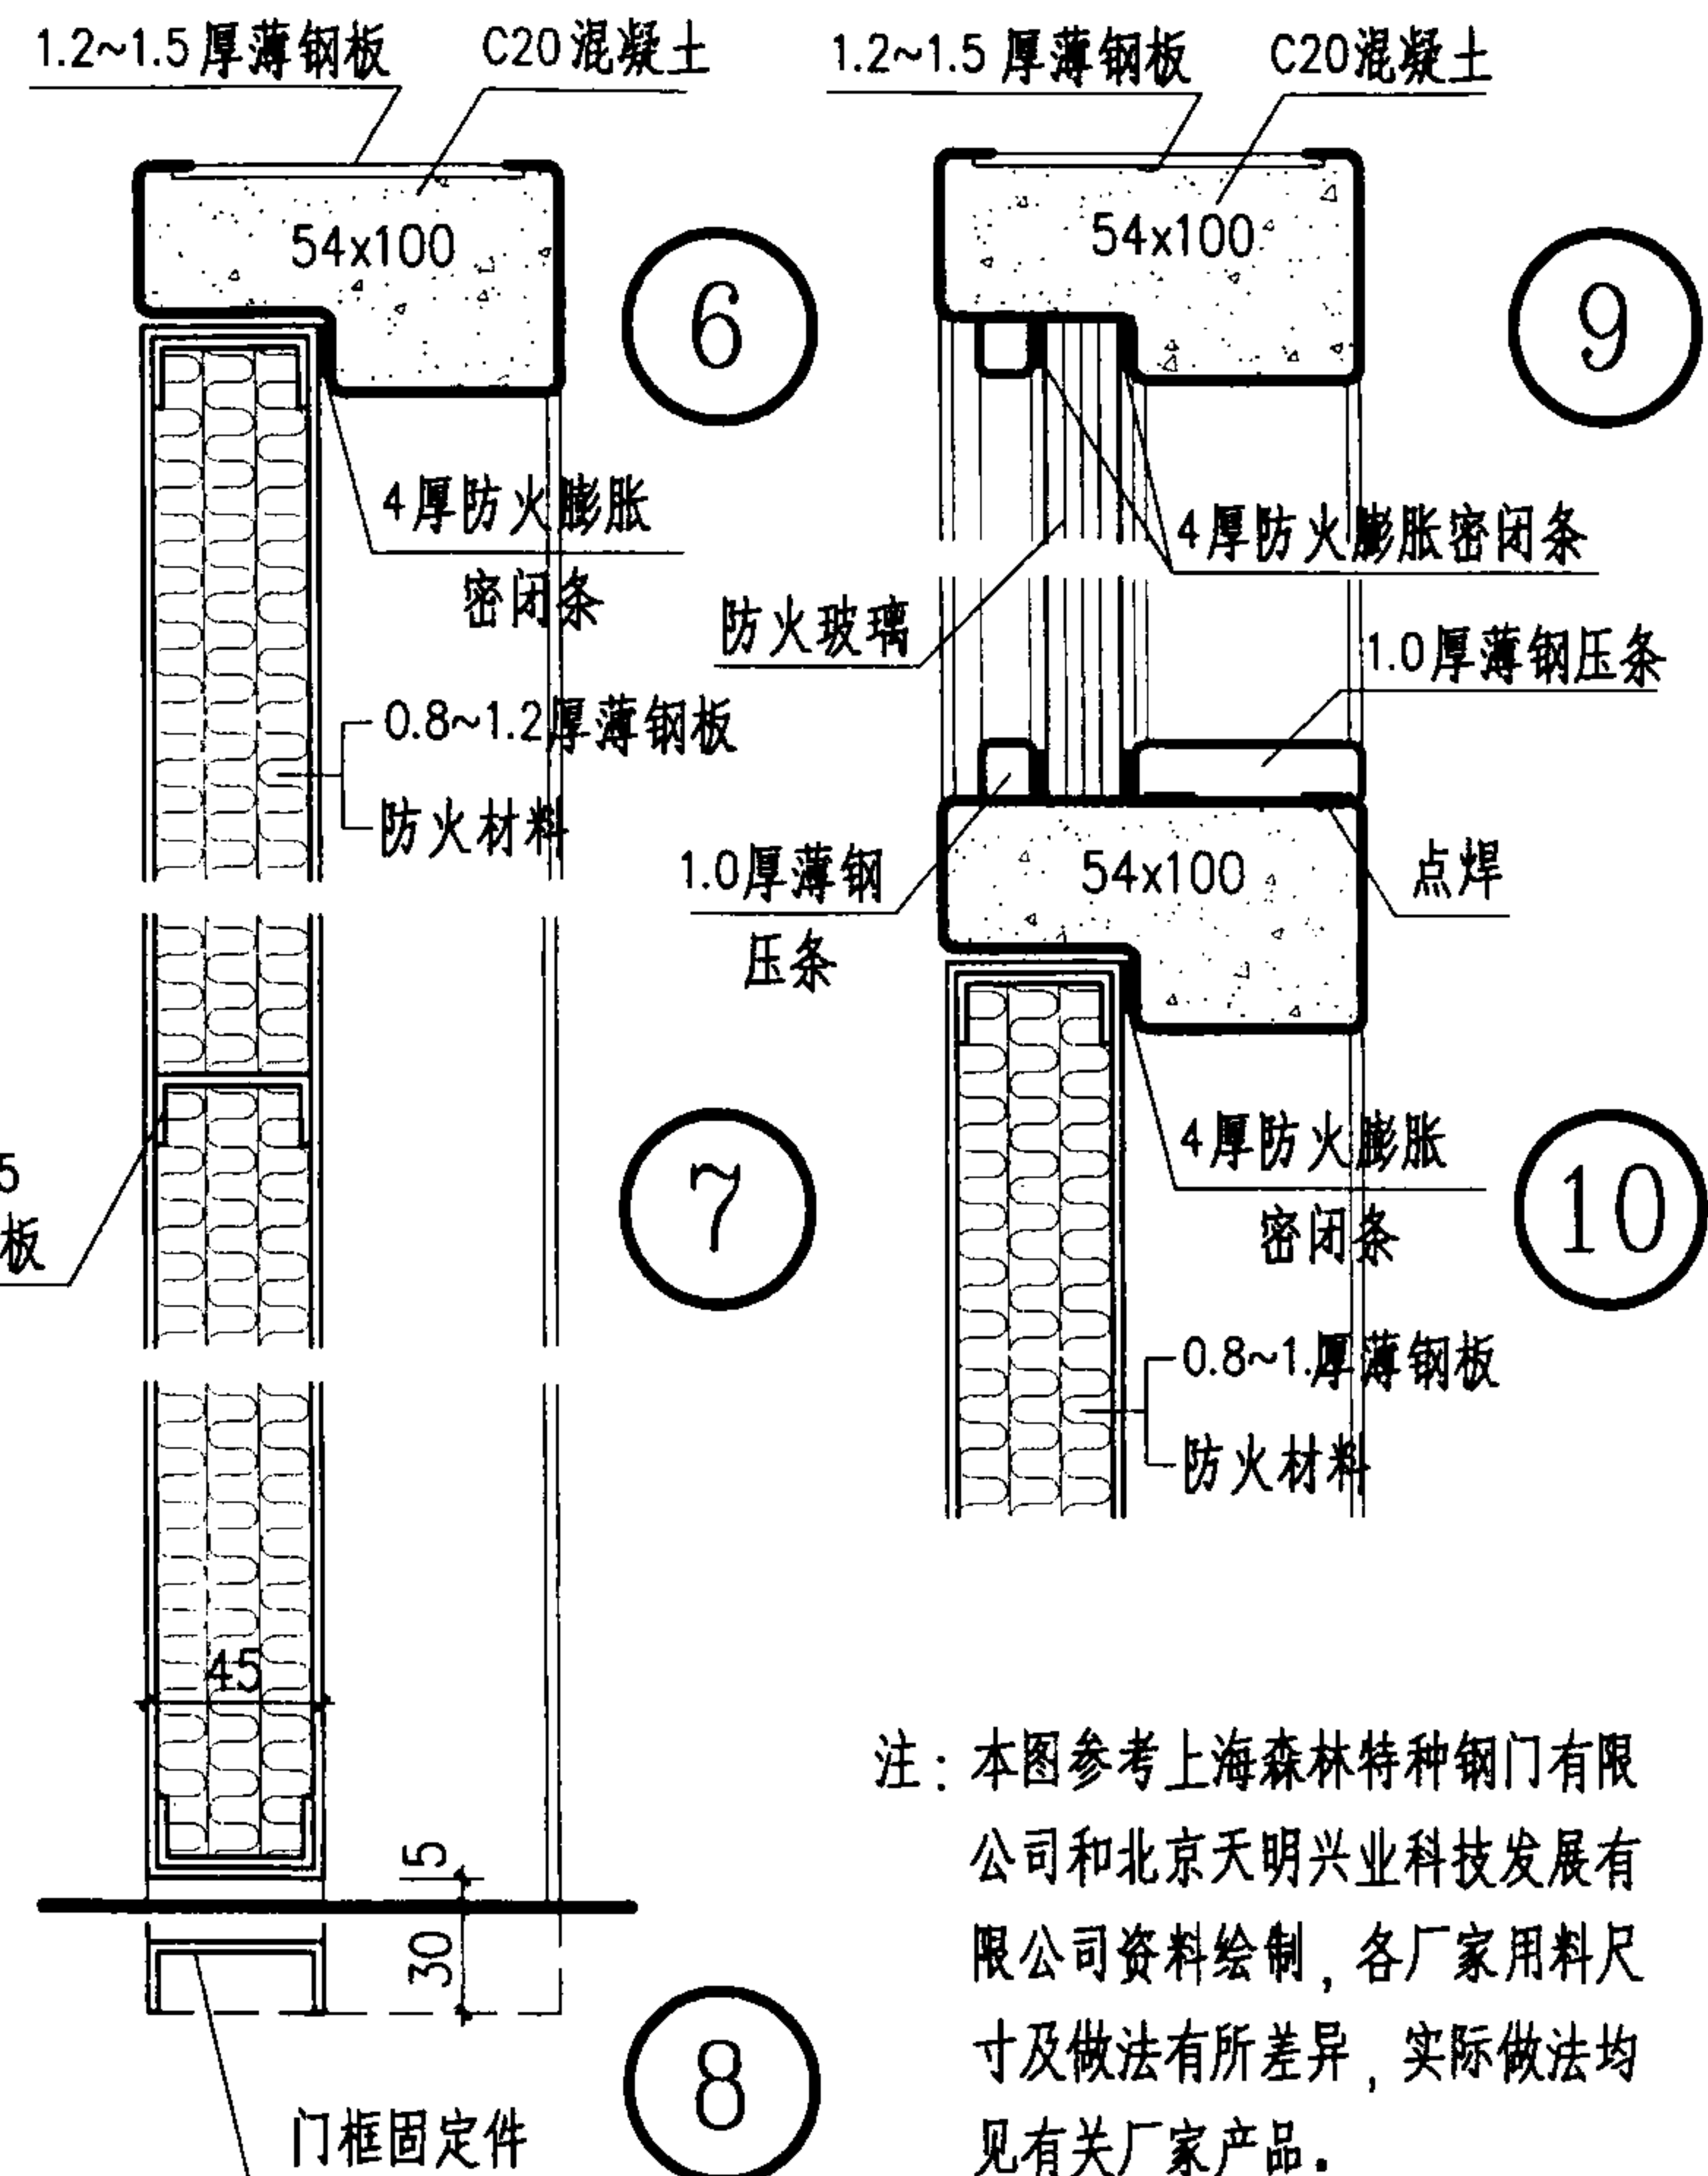 1.2~1.5厚薄钢板
C20混凝土
54x100
6
4厚防火膨胀
密闭条
0.8~1.2厚薄钢板
防火材料
5
板
7
45
5
30
门框固定件
8
1.2~1.5厚薄钢板
C20混凝土
54x100
9
4厚防火膨胀密闭条
防火玻璃
1.0厚薄钢压条
1.0厚薄钢
压条
54x100
点焊
4厚防火膨胀
密闭条
10
0.8~1.厚薄钢板
防火材料
注：本图参考上海森林特种钢门有限
公司和北京天明兴业科技发展有
限公司资料绘制，各厂家用料尺
寸及做法有所差异，实际做法均
见有关厂家产品。